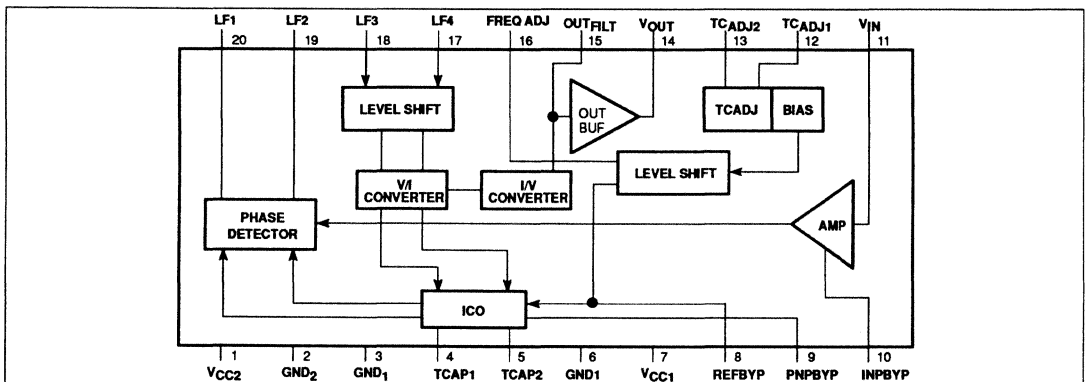 LF1 LF2 LF3 LF4 FREQ ADJ OUTFILT VOUT TCADJ2 TCADJ1 VIN
20 19 18 17 16 15 14 13 12 11
LEVEL SHIFT
OUT
BUF
TCADJ BIAS
LEVEL SHIFT
V/I
CONVERTER
I/V
CONVERTER
PHASE
DETECTOR
AMP
ICO
1 2 3 4 5 6 7 8 9 10
VCC2 GND2 GND1 TCAP1 TCAP2 GND1 VCC1 REFBYP PNPBYP INPBYP